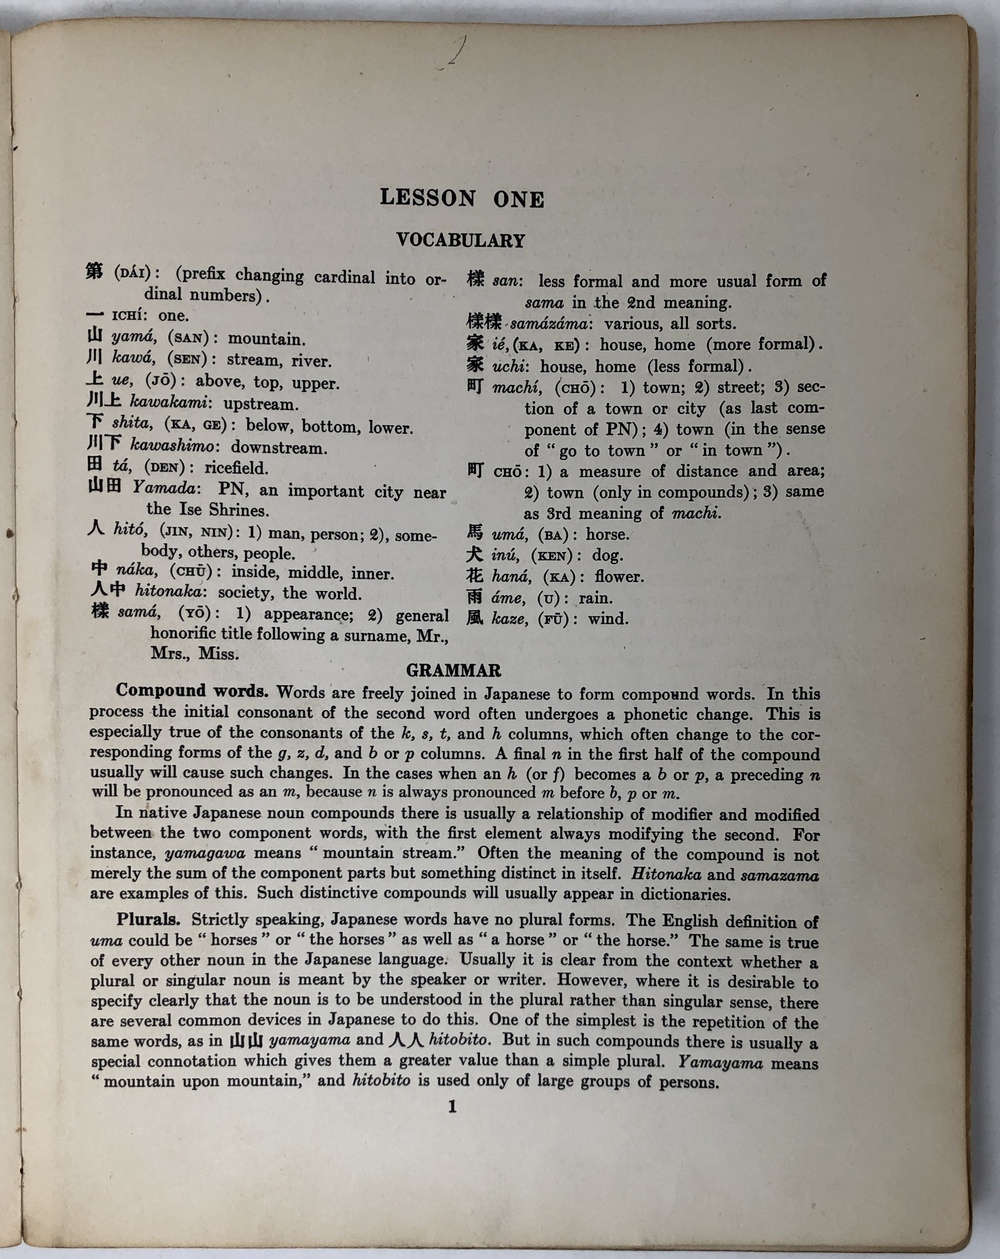 LESSON ONE
VOCABULARY
第 (DÁI): (prefix changing cardinal into or-
dinal numbers).
一 ICHÍ: one.
山 yamá, (SAN): mountain.
川 kawá, (SEN): stream, river.
上 ue, (JŌ): above, top, upper.
川上 kawakami: upstream.
下 shita, (KA, GE): below, bottom, lower.
川下 kawashimo: downstream.
田 tá, (DEN): ricefield.
山田 Yamada: PN, an important city near
the Ise Shrines.
人 hitó, (JIN, NIN): 1) man, person; 2), some-
body, others, people.
中 náka, (CHŪ): inside, middle, inner.
人中 hitonaka: society, the world.
樣 samá, (YŌ): 1) appearance; 2) general
honorific title following a surname, Mr.,
Mrs., Miss.
樣 san: less formal and more usual form of
sama in the 2nd meaning.
樣樣 samázáma: various, all sorts.
家 ié, (KA, KE): house, home (more formal).
家 uchi: house, home (less formal).
町 machí, (CHŌ): 1) town; 2) street; 3) sec-
tion of a town or city (as last com-
ponent of PN); 4) town (in the sense
of “go to town” or “in town”).
町 CHŌ: 1) a measure of distance and area;
2) town (only in compounds); 3) same
as 3rd meaning of machi.
馬 umá, (BA): horse.
犬 inú, (KEN): dog.
花 haná, (KA): flower.
雨 áme, (U): rain.
風 kaze, (FŪ): wind.
GRAMMAR
Compound words. Words are freely joined in Japanese to form compound words. In this
process the initial consonant of the second word often undergoes a phonetic change. This is
especially true of the consonants of the k, s, t, and h columns, which often change to the cor-
responding forms of the g, z, d, and b or p columns. A final n in the first half of the compound
usually will cause such changes. In the cases when an h (or f) becomes a b or p, a preceding n
will be pronounced as an m, because n is always pronounced m before b, p or m.
In native Japanese noun compounds there is usually a relationship of modifier and modified
between the two component words, with the first element always modifying the second. For
instance, yamagawa means “mountain stream.” Often the meaning of the compound is not
merely the sum of the component parts but something distinct in itself. Hitonaka and samazama
are examples of this. Such distinctive compounds will usually appear in dictionaries.
Plurals. Strictly speaking, Japanese words have no plural forms. The English definition of
uma could be “horses” or “the horses” as well as “a horse” or “the horse.” The same is true
of every other noun in the Japanese language. Usually it is clear from the context whether a
plural or singular noun is meant by the speaker or writer. However, where it is desirable to
specify clearly that the noun is to be understood in the plural rather than singular sense, there
are several common devices in Japanese to do this. One of the simplest is the repetition of the
same words, as in 山山 yamayama and 人人 hitobito. But in such compounds there is usually a
special connotation which gives them a greater value than a simple plural. Yamayama means
“mountain upon mountain,” and hitobito is used only of large groups of persons.
1